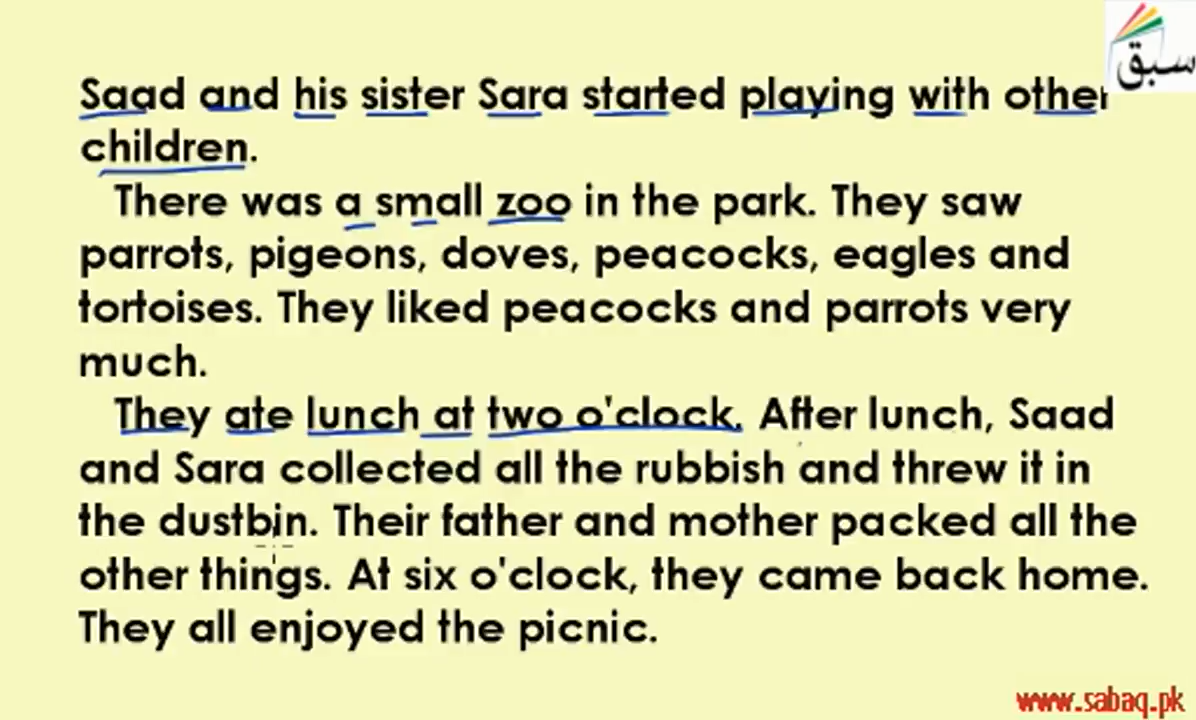 سبق
Saad and his sister Sara started playing with other
children.
There was a small zoo in the park. They saw
parrots, pigeons, doves, peacocks, eagles and
tortoises. They liked peacocks and parrots very
much.
They ate lunch at two o'clock. After lunch, Saad
and Sara collected all the rubbish and threw it in
the dustbin. Their father and mother packed all the
other things. At six o'clock, they came back home.
They all enjoyed the picnic.
www.sabaq.pk